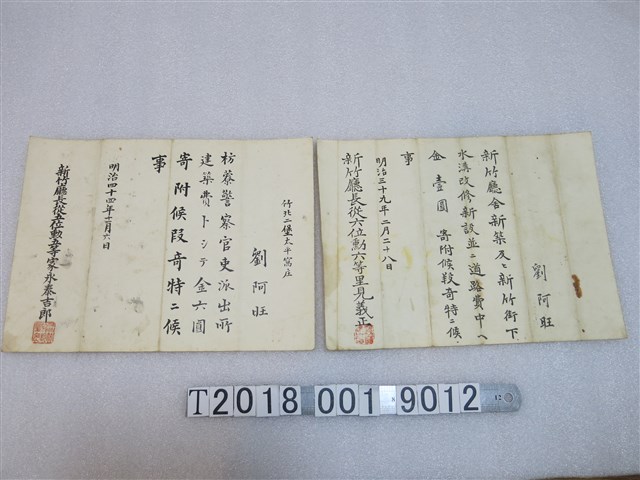 劉阿旺
新竹廳舍新築及ヒ新竹街下
水溝改修新設並ニ道路費中ヘ
金壹圓寄附候段奇特ニ候
事
明治三十九年二月二十八日
新竹廳長從六位勳六等里見義正
竹北二堡太平窩庄
劉阿旺
枋藔警察官吏派出所
建築費トシテ金六圓
寄附候段奇特ニ候
事
明治四十四年二月六日
新竹廳長從五位勳五等家永泰吉郎
T2018 001 9012
12